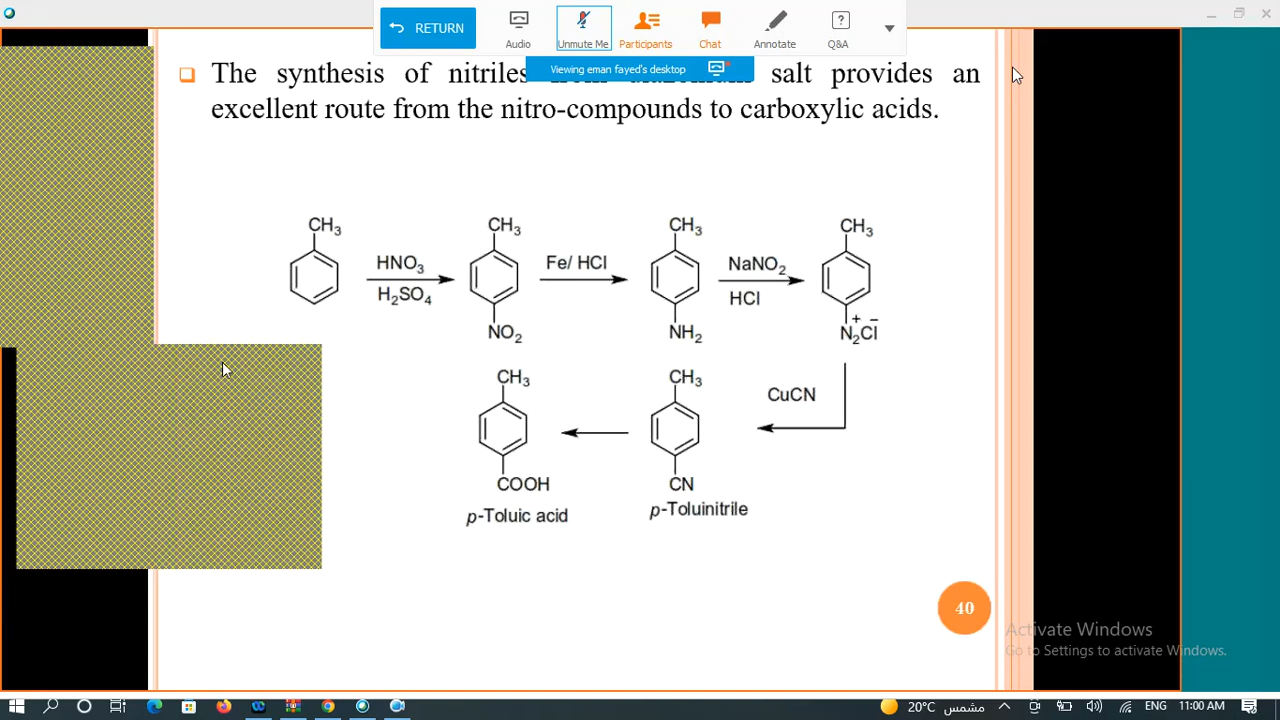 RETURN
Audio
Unmute Me
Participants
Chat
Annotate
Q&A
Viewing eman fayed's desktop
The synthesis of nitriles salt provides an
excellent route from the nitro-compounds to carboxylic acids.
CH3 CH3 CH3 CH3
HNO3 Fe/ HCl NaNO2
H2SO4 HCl
NO2 NH2 N2Cl
+ −
CH3 CH3 CuCN
COOH CN
p-Toluic acid p-Toluinitrile
40
Activate Windows
Go to Settings to activate Windows.
20°C مشمس ENG 11:00 AM